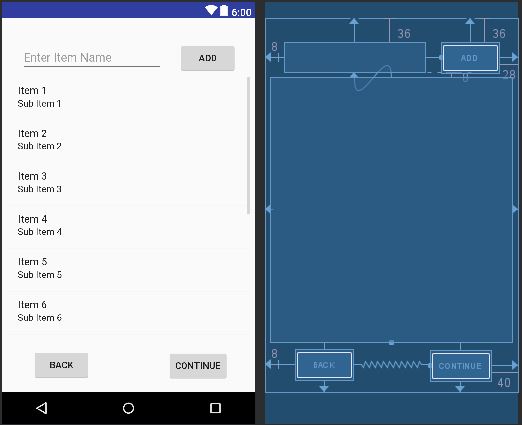 6:00
Enter Item Name
ADD
Item 1
Sub Item 1
Item 2
Sub Item 2
Item 3
Sub Item 3
Item 4
Sub Item 4
Item 5
Sub Item 5
Item 6
Sub Item 6
BACK
CONTINUE
36
36
8
ADD
28
8
8
BACK
CONTINUE
40